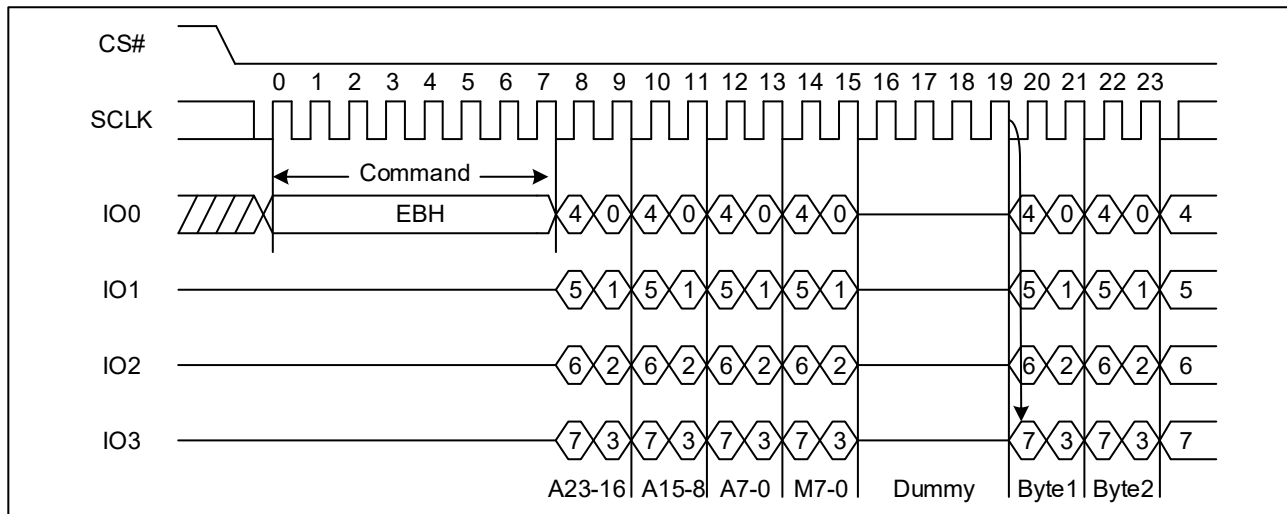 CS#
0 1 2 3 4 5 6 7 8 9 10 11 12 13 14 15 16 17 18 19 20 21 22 23
SCLK
Command
IO0 EBH 4 0 4 0 4 0 4 0 4 0 4 0 4
IO1 5 1 5 1 5 1 5 1 5 1 5 1 5
IO2 6 2 6 2 6 2 6 2 6 2 6 2 6
IO3 7 3 7 3 7 3 7 3 7 3 7 3 7
A23-16 A15-8 A7-0 M7-0 Dummy Byte1 Byte2